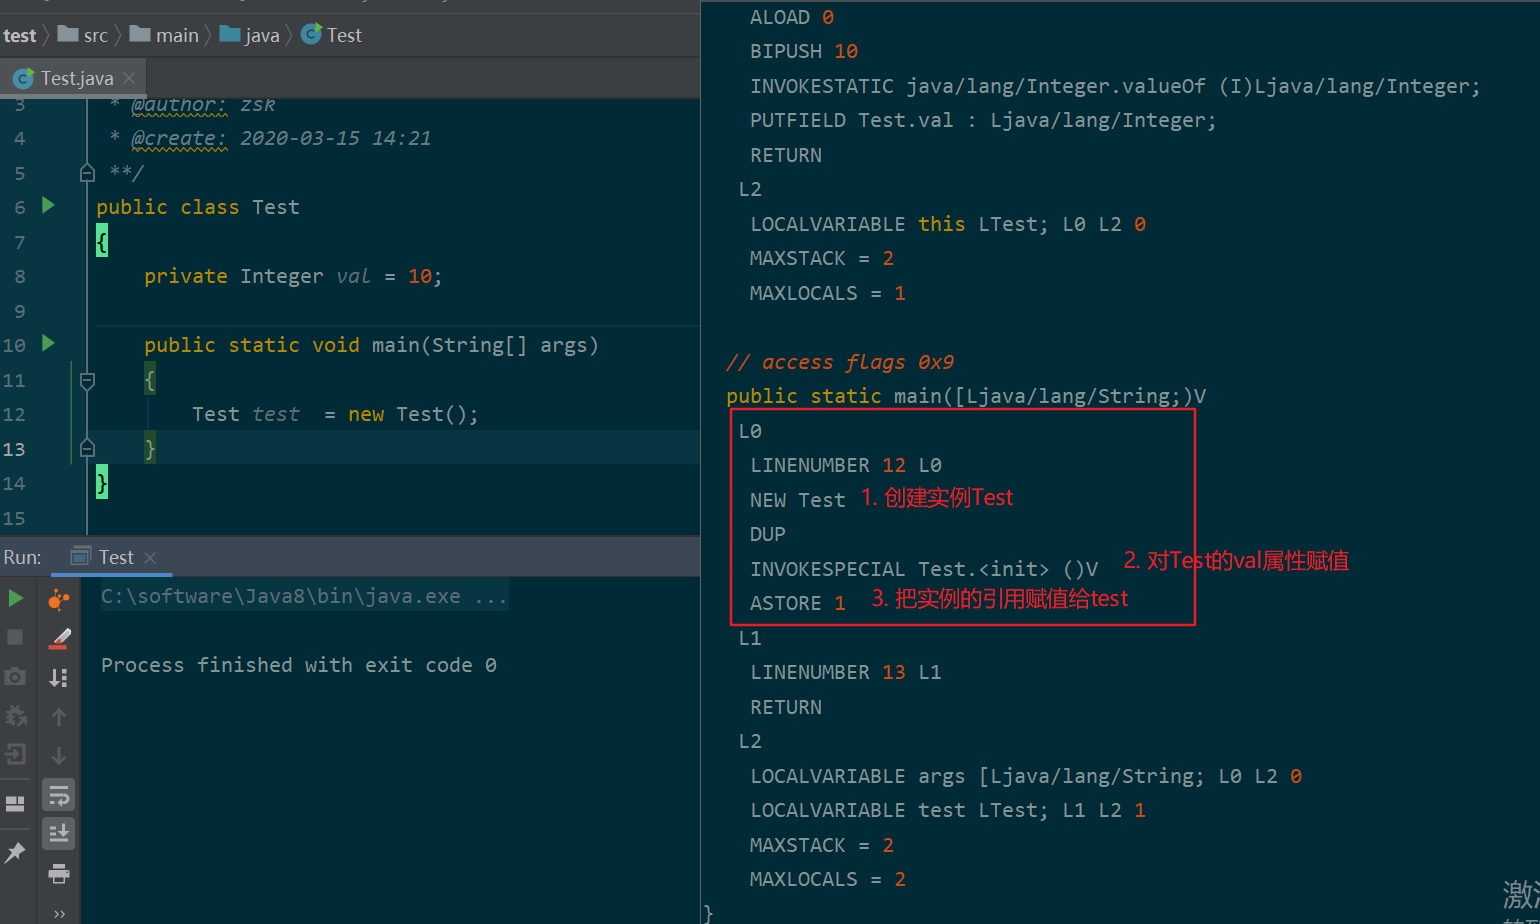 test src main java Test
Test.java
3 * @author: zsk
4 * @create: 2020-03-15 14:21
5 **/
6 public class Test
7 {
8 private Integer val = 10;
9
10 public static void main(String[] args)
11 {
12 Test test = new Test();
13 }
14 }
15
Run: Test
C:\software\Java8\bin\java.exe ...
Process finished with exit code 0
ALOAD 0
BIPUSH 10
INVOKESTATIC java/lang/Integer.valueOf (I)Ljava/lang/Integer;
PUTFIELD Test.val : Ljava/lang/Integer;
RETURN
L2
LOCALVARIABLE this LTest; L0 L2 0
MAXSTACK = 2
MAXLOCALS = 1
// access flags 0x9
public static main([Ljava/lang/String;)V
L0
LINENUMBER 12 L0
NEW Test 1. 创建实例Test
DUP
INVOKESPECIAL Test.<init> ()V 2. 对Test的val属性赋值
ASTORE 1 3. 把实例的引用赋值给test
L1
LINENUMBER 13 L1
RETURN
L2
LOCALVARIABLE args [Ljava/lang/String; L0 L2 0
LOCALVARIABLE test LTest; L1 L2 1
MAXSTACK = 2
MAXLOCALS = 2
}
激